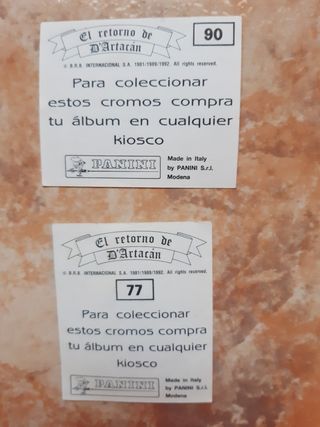 El retorno de
D'Artacán
90
© B.R.B. INTERNACIONAL S.A. 1981/1989/1992. All rights reserved.
Para coleccionar
estos cromos compra
tu álbum en cualquier
kiosco
PANINI
Made in Italy
by PANINI S.r.l.
Modena
El retorno de
D'Artacán
© B.R.B. INTERNACIONAL S.A. 1981/1989/1992. All rights reserved.
77
Para coleccionar
estos cromos compra
tu álbum en cualquier
kiosco
PANINI
Made in Italy
by PANINI S.r.l.
Modena